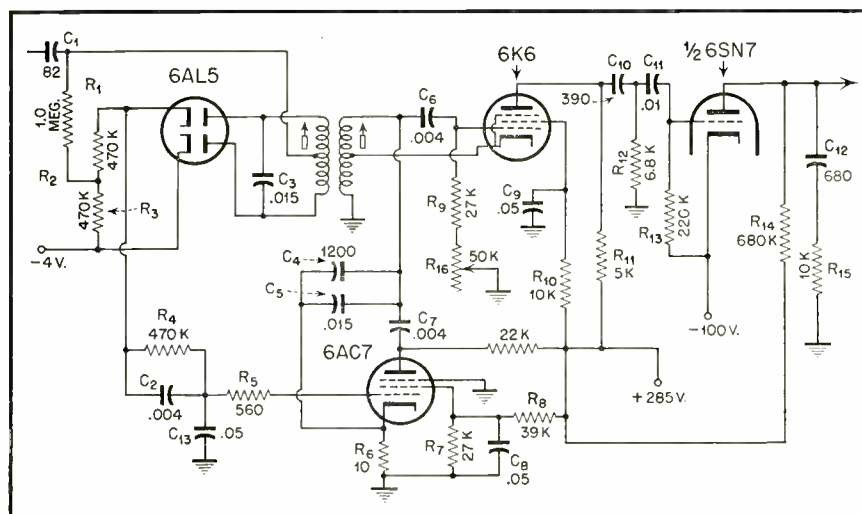 C1
82
6AL5
R1
1.0 MEG.
470 K
R2
470 K
R3
-4 V.
C3
.015
C6
.004
6K6
C10
390
C11
.01
½ 6SN7
R12
6.8 K
R9
27 K
C9
.05
R16
50 K
R10
10 K
R11
5 K
R13
220 K
R14
680 K
C12
680
10 K
R15
-100 V.
C4
1200
C5
.015
C7
.004
6AC7
22 K
+285 V.
R4
470 K
C2
.004
R5
560
C13
.05
R6
10
R7
27 K
R8
39 K
C8
.05